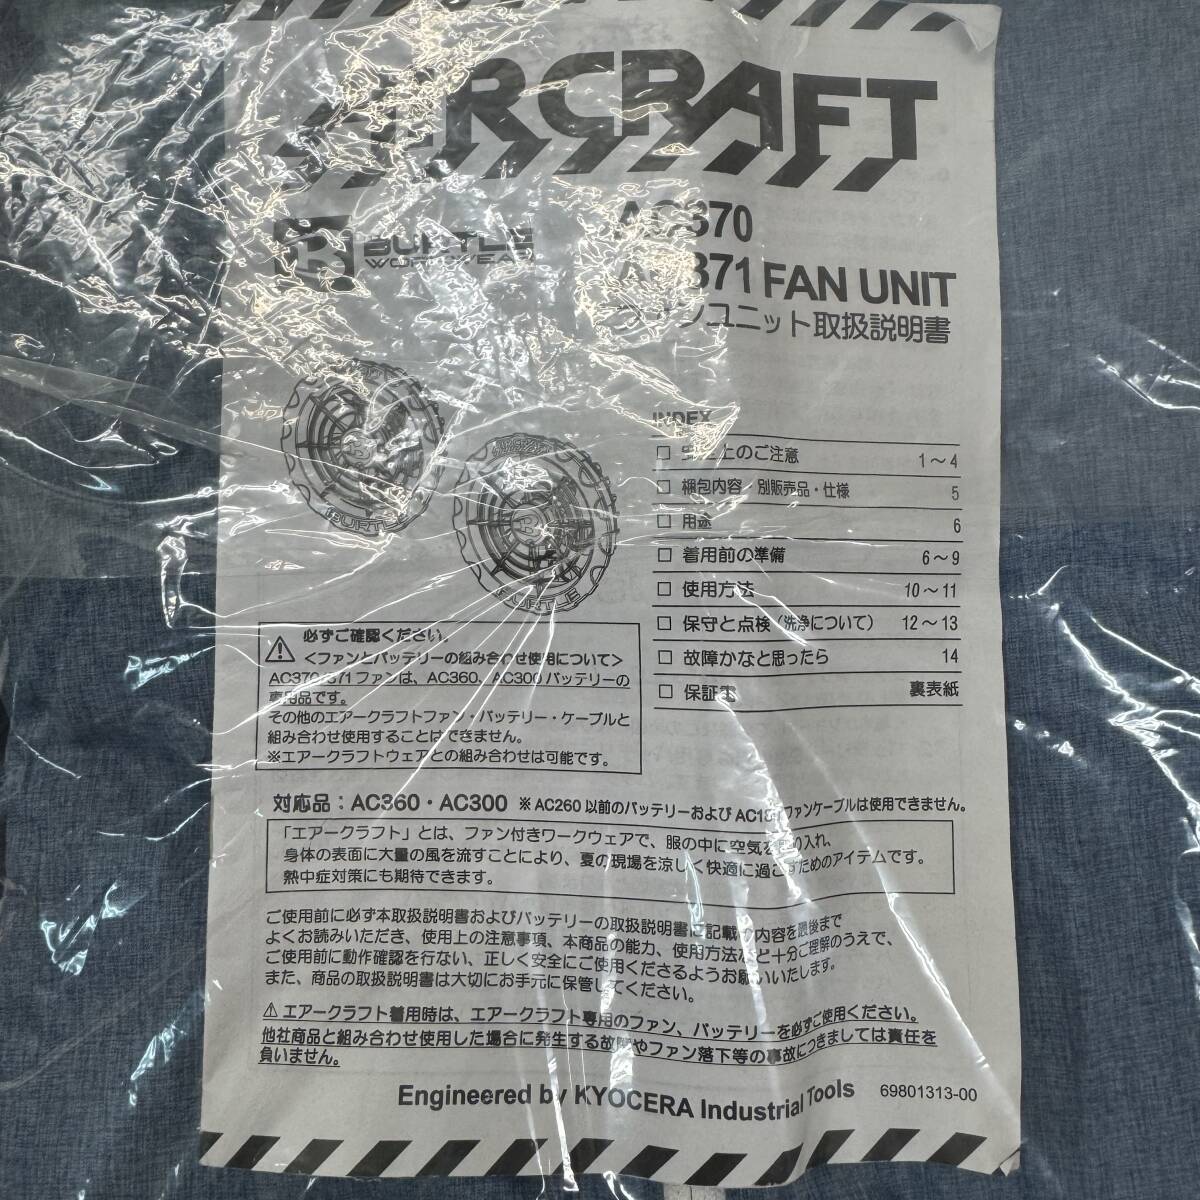 AIRCRAFT
AC370
AC371 FAN UNIT
ファンユニット取扱説明書
BURTLE
WORKWEAR
BURTLE
AIRCRAFT
BURTLE
INDEX
□ 安全上のご注意 1～4
□ 梱包内容・別販売品・仕様 5
□ 用途 6
□ 着用前の準備 6～9
□ 使用方法 10～11
□ 保守と点検（洗浄について） 12～13
□ 故障かなと思ったら 14
□ 保証書 裏表紙
必ずご確認ください。
＜ファンとバッテリーの組み合わせ使用について＞
AC370・371ファンは、AC360、AC300バッテリーの
専用品です。
その他のエアークラフトファン・バッテリー・ケーブルと
組み合わせ使用することはできません。
※エアークラフトウェアとの組み合わせは可能です。
対応品：AC360・AC300 ※AC260以前のバッテリーおよびAC18 ファンケーブルは使用できません。
「エアークラフト」とは、ファン付きワークウェアで、服の中に空気を取り入れ、
身体の表面に大量の風を流すことにより、夏の現場を涼しく快適に過ごすためのアイテムです。
熱中症対策にも期待できます。
ご使用前に必ず本取扱説明書およびバッテリーの取扱説明書に記載の内容を最後まで
よくお読みいただき、使用上の注意事項、本商品の能力、使用方法など十分ご理解のうえで、
ご使用前に動作確認を行ない、正しく安全にご使用くださるようお願いいたします。
また、商品の取扱説明書は大切にお手元に保管してください。
⚠エアークラフト着用時は、エアークラフト専用のファン、バッテリーを必ずご使用ください。
他社商品と組み合わせ使用した場合に発生する故障やファン落下等の事故につきましては責任を
負いません。
Engineered by KYOCERA Industrial Tools 69801313-00